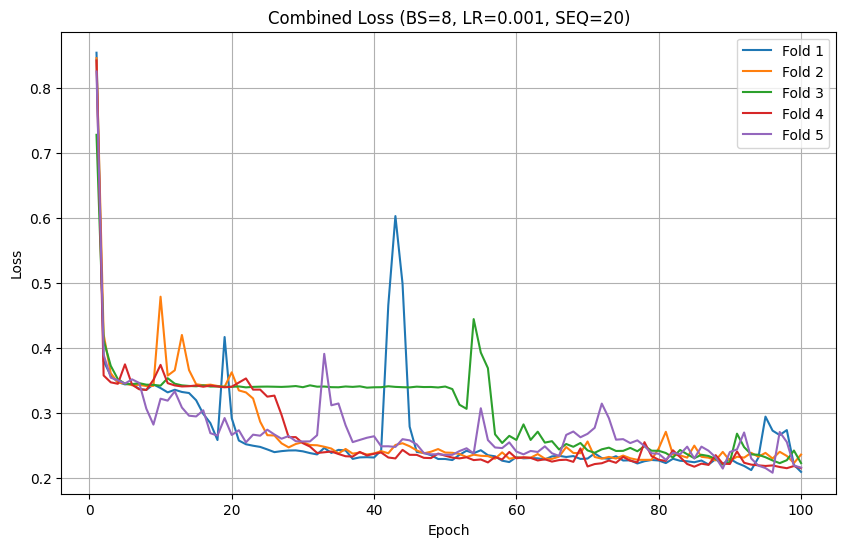 Combined Loss (BS=8, LR=0.001, SEQ=20)
Fold 1
Fold 2
Fold 3
Fold 4
Fold 5
Loss
0.8
0.7
0.6
0.5
0.4
0.3
0.2
0 20 40 60 80 100
Epoch